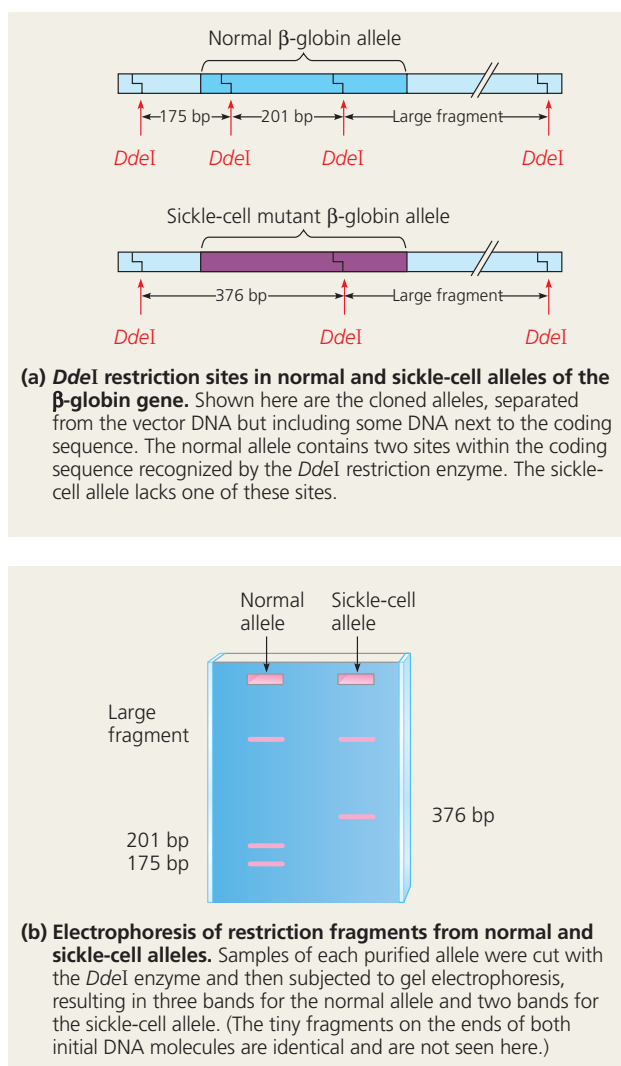 Normal β-globin allele
175 bp 201 bp Large fragment
DdeI DdeI DdeI DdeI
Sickle-cell mutant β-globin allele
376 bp Large fragment
DdeI DdeI DdeI
(a) DdeI restriction sites in normal and sickle-cell alleles of the
β-globin gene. Shown here are the cloned alleles, separated
from the vector DNA but including some DNA next to the coding
sequence. The normal allele contains two sites within the coding
sequence recognized by the DdeI restriction enzyme. The sickle-
cell allele lacks one of these sites.
Normal
allele
Sickle-cell
allele
Large
fragment
376 bp
201 bp
175 bp
(b) Electrophoresis of restriction fragments from normal and
sickle-cell alleles. Samples of each purified allele were cut with
the DdeI enzyme and then subjected to gel electrophoresis,
resulting in three bands for the normal allele and two bands for
the sickle-cell allele. (The tiny fragments on the ends of both
initial DNA molecules are identical and are not seen here.)